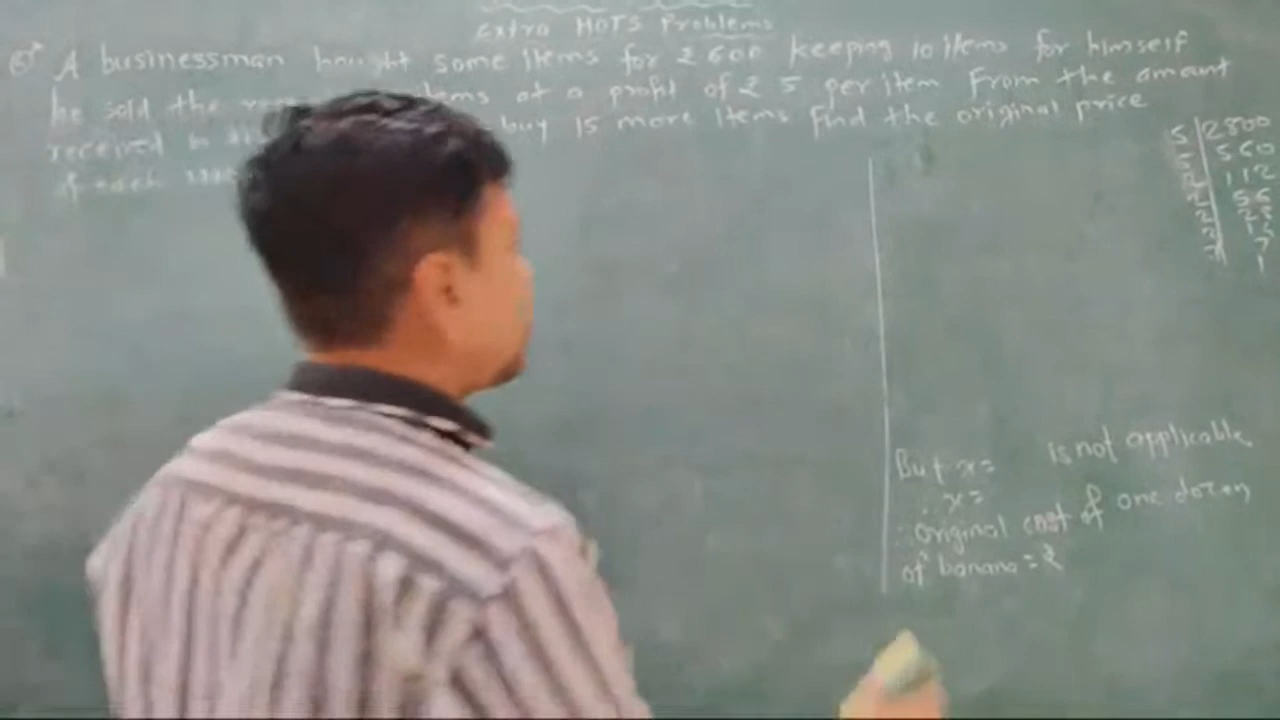 Extra HOTS Problems
6* A businessman bought some items for ₹ 600 keeping 10 items for himself
he sold the items at a profit of ₹ 5 per item From the amount
received buy 15 more items find the original price
of each
5 2800
5 560
2 112
2 56
2 28
7
1
But x= is not applicable
∴ x=
∴ original cost of one dozen
of banana = ₹